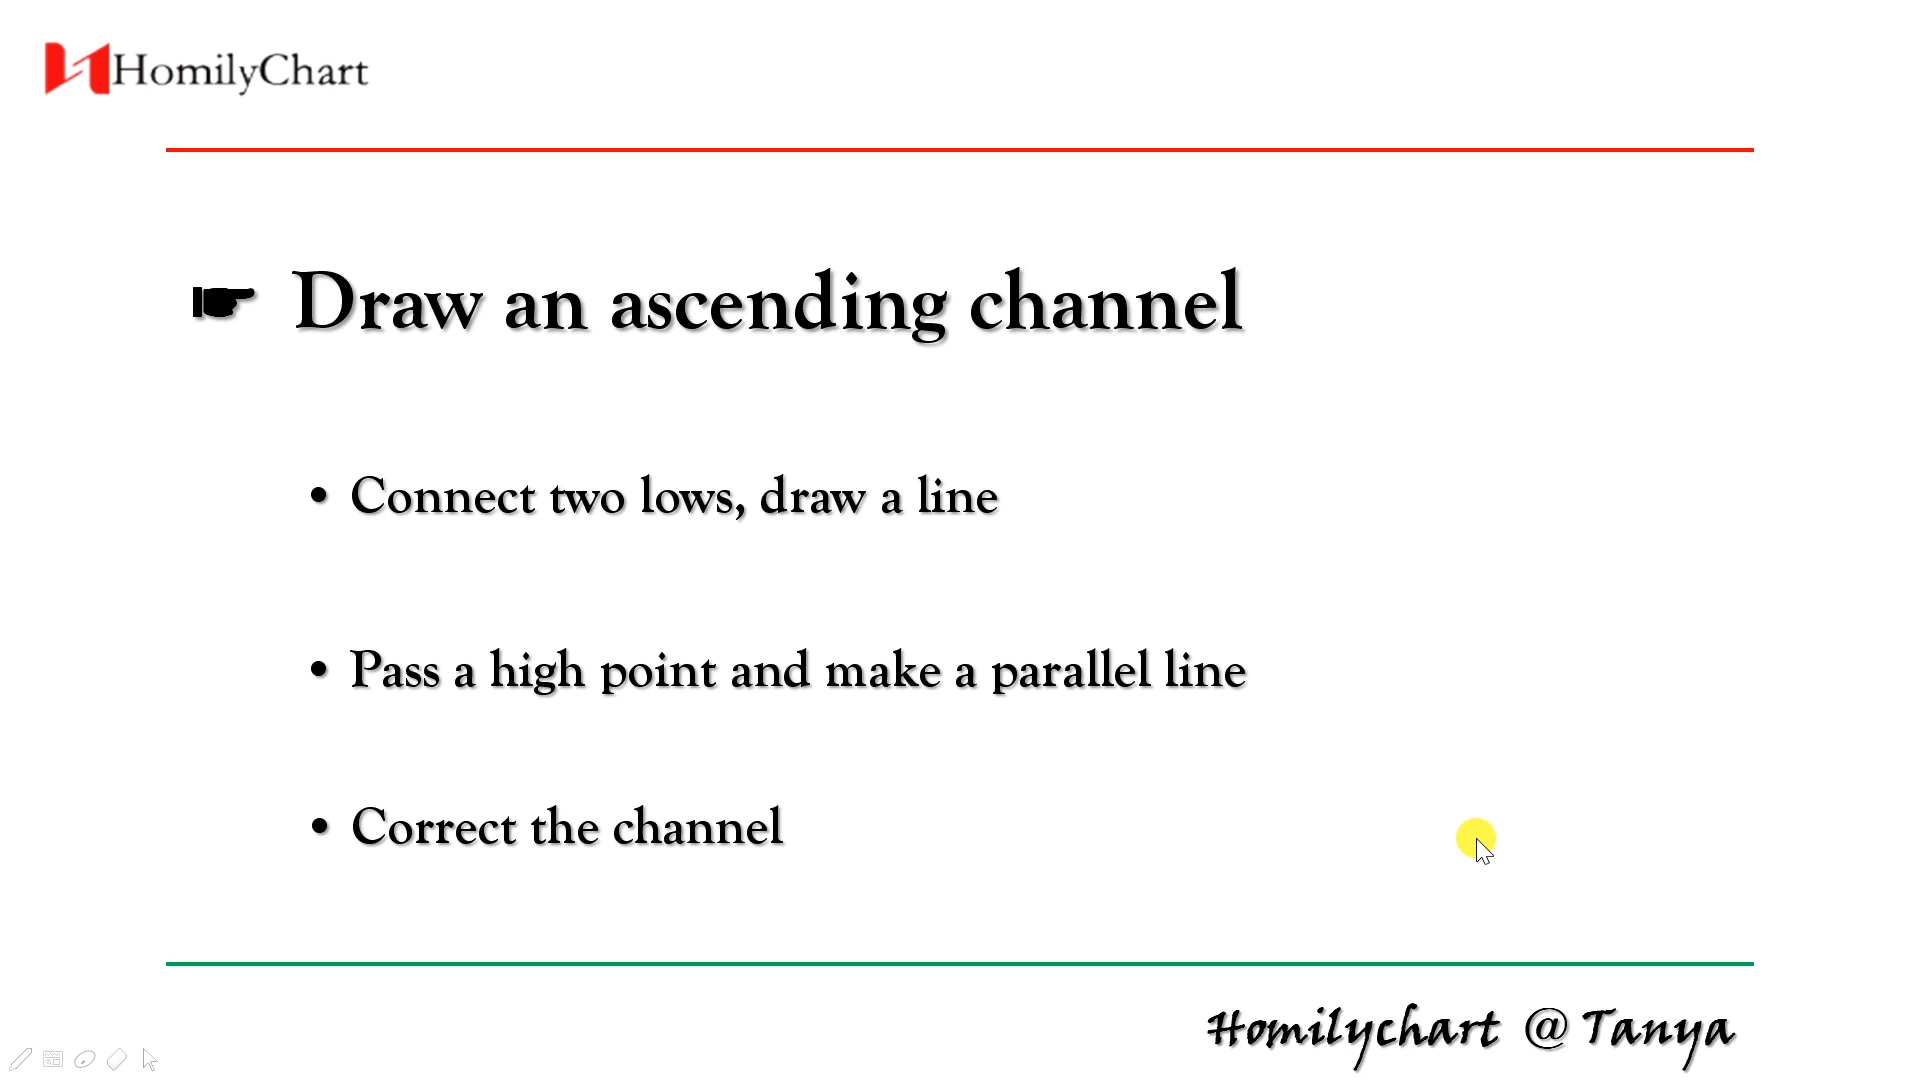 HomilyChart
☛ Draw an ascending channel
• Connect two lows, draw a line
• Pass a high point and make a parallel line
• Correct the channel
Homilychart @ Tanya